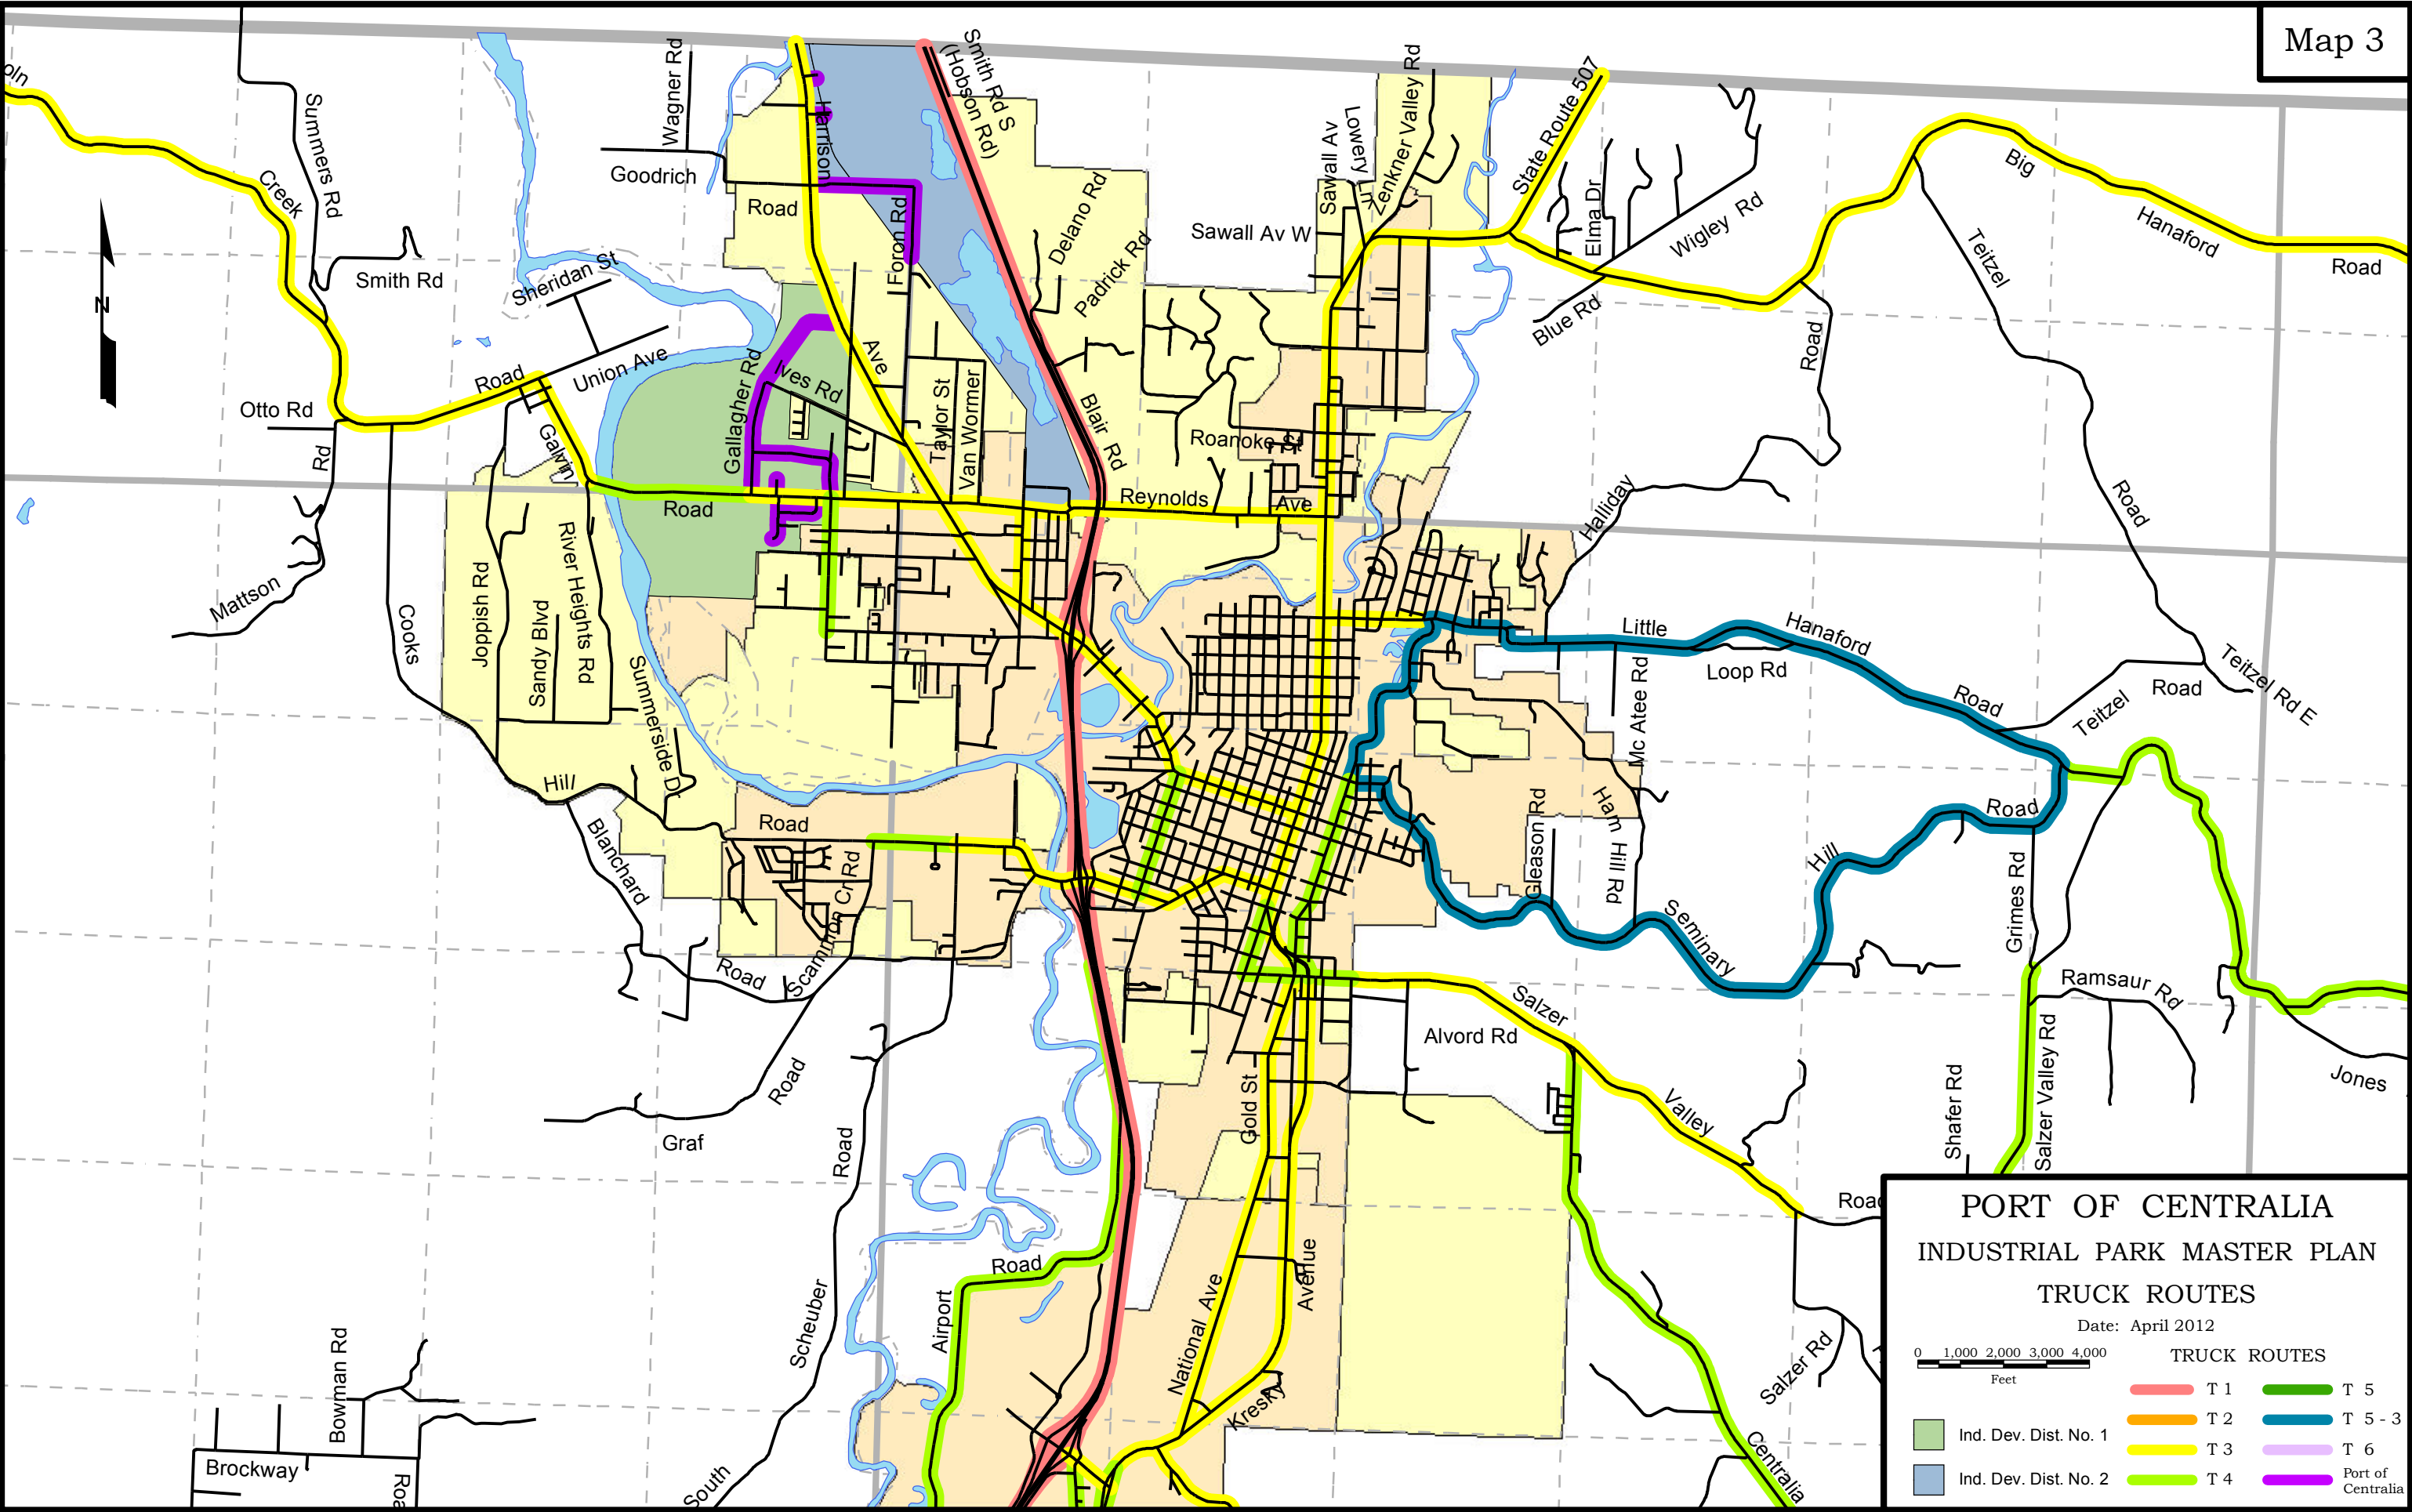 Map 3
oln
Creek
Summers Rd
Smith Rd
Wagner Rd
Goodrich
Road
Harrison
Foron Rd
Smith Rd S
(Hobson Rd)
Delano Rd
Padrick Rd
Sawall Av W
Sawall Av
Lowery Ln
Zenkner Valley Rd
State Route 507
Elma Dr
Wigley Rd
Blue Rd
Big
Hanaford
Road
Teitzel
Road
N
Sheridan St
Union Ave
Road
Otto Rd
Rd
Mattson
Galvin
Gallagher Rd
Ives Rd
Ave
Taylor St
Van Wormer
Blair Rd
Roanoke St
Reynolds
Ave
Road
Halliday
Road
Cooks
Joppish Rd
Sandy Blvd
River Heights Rd
Summerside Dr
Hill
Road
Blanchard
Road
Scammon Cr Rd
Little
Hanaford
Road
Loop Rd
Mc Atee Rd
Teitzel
Road
Teitzel Rd E
Gleason Rd
Ham Hill Rd
Seminary
Hill
Road
Grimes Rd
Ramsaur Rd
Salzer Valley Rd
Shafer Rd
Jones
Graf
Road
Salzer
Alvord Rd
Valley
Road
Gold St
Scheuber
Road
South
Airport
Road
National Ave
Avenue
Kresky
Bowman Rd
Brockway
Roa
Salzer Rd
Centralia
PORT OF CENTRALIA
INDUSTRIAL PARK MASTER PLAN
TRUCK ROUTES
Date: April 2012
0 1,000 2,000 3,000 4,000
Feet
TRUCK ROUTES
T 1
T 2
T 3
T 4
T 5
T 5 - 3
T 6
Port of
Centralia
Ind. Dev. Dist. No. 1
Ind. Dev. Dist. No. 2